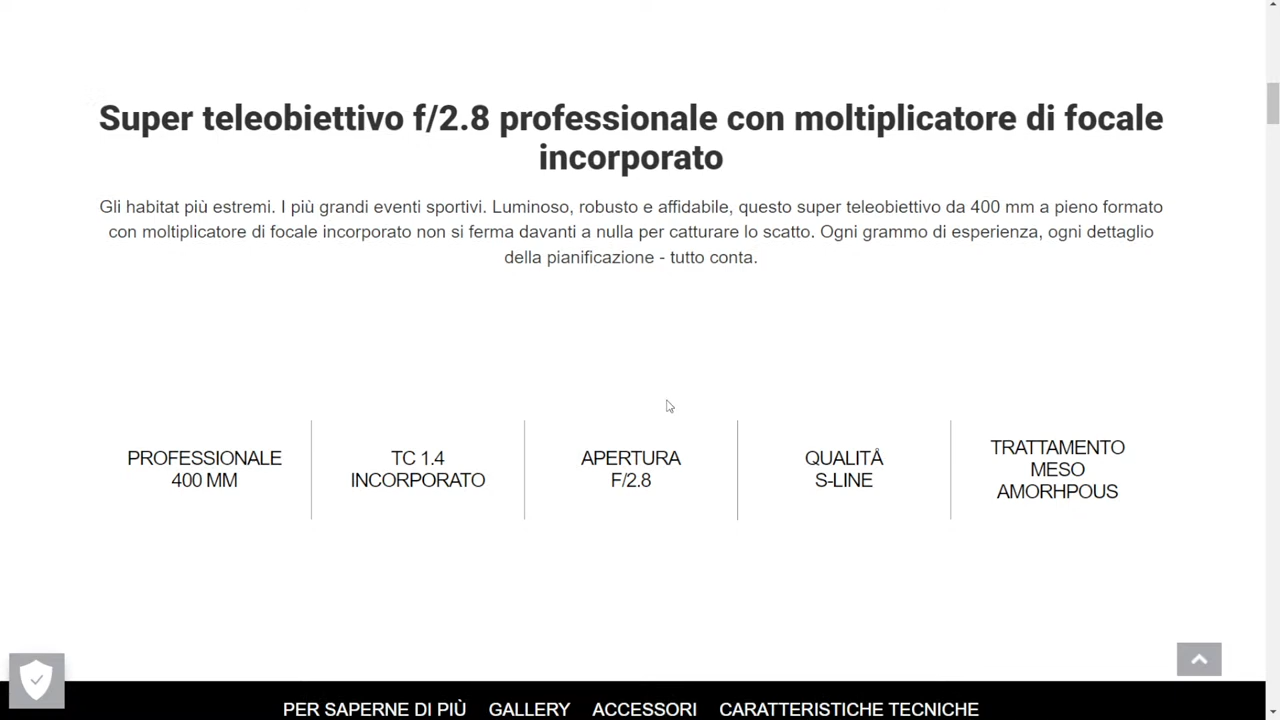 Super teleobiettivo f/2.8 professionale con moltiplicatore di focale
incorporato
Gli habitat più estremi. I più grandi eventi sportivi. Luminoso, robusto e affidabile, questo super teleobiettivo da 400 mm a pieno formato
con moltiplicatore di focale incorporato non si ferma davanti a nulla per catturare lo scatto. Ogni grammo di esperienza, ogni dettaglio
della pianificazione - tutto conta.
PROFESSIONALE
400 MM
TC 1.4
INCORPORATO
APERTURA
F/2.8
QUALITÅ
S-LINE
TRATTAMENTO
MESO
AMORHPOUS
PER SAPERNE DI PIÙ GALLERY ACCESSORI CARATTERISTICHE TECNICHE